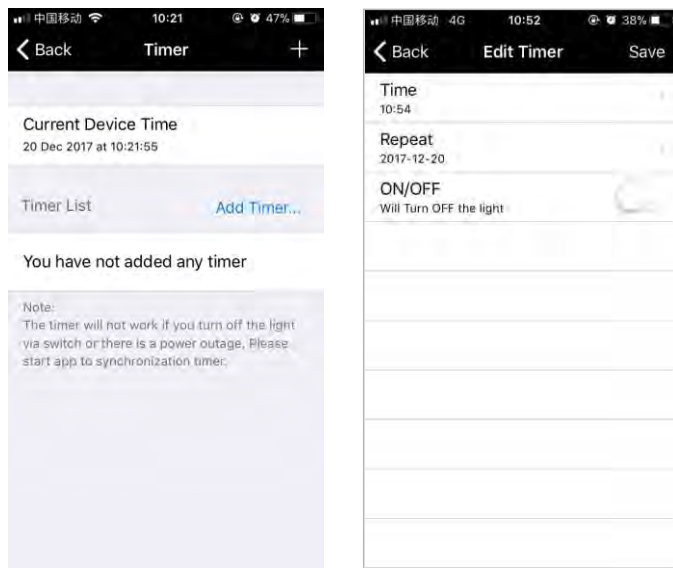 中国移动 10:21 47%
Back Timer +
Current Device Time
20 Dec 2017 at 10:21:55
Timer List Add Timer...
You have not added any timer
Note:
The timer will not work if you turn off the light
via switch or there is a power outage, Please
start app to synchronization timer.
中国移动 4G 10:52 38%
Back Edit Timer Save
Time
10:54
Repeat
2017-12-20
ON/OFF
Will Turn OFF the light